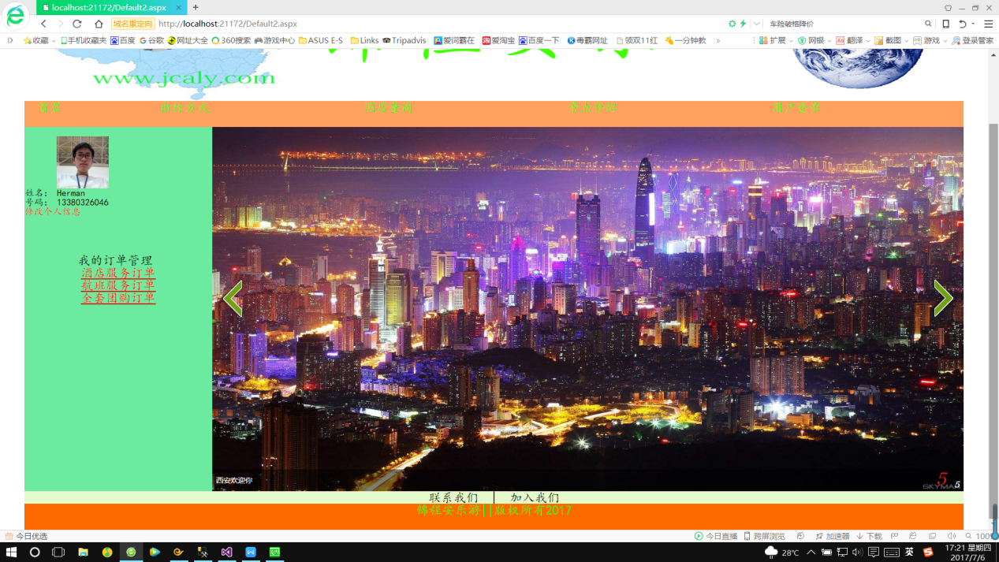 localhost:21172/Default2.aspx
域名重定向 http://localhost:21172/Default2.aspx 车险破格降价
收藏 手机收藏夹 百度 谷歌 网址大全 360搜索 游戏中心 ASUS E-S Links Tripadvis 爱词霸在 爱淘宝 百度一下 毒霸网址 领双11红 一分钟教 » 扩展 网银 翻译 截图 游戏 登录管家
www.jcaly.com
首页 出行方式 酒店查询 景点介绍 用户登录
姓名： Herman
号码： 13380326046
修改个人信息
我的订单管理
酒店服务订单
航班服务订单
全套团购订单
西安欢迎你
5
SKYMAN
5
联系我们 | 加入我们
锦程安乐游||版权所有2017
今日优选 今日直播 跨屏浏览 加速器 下载 100%
28℃ 英 17:21 星期四
2017/7/6